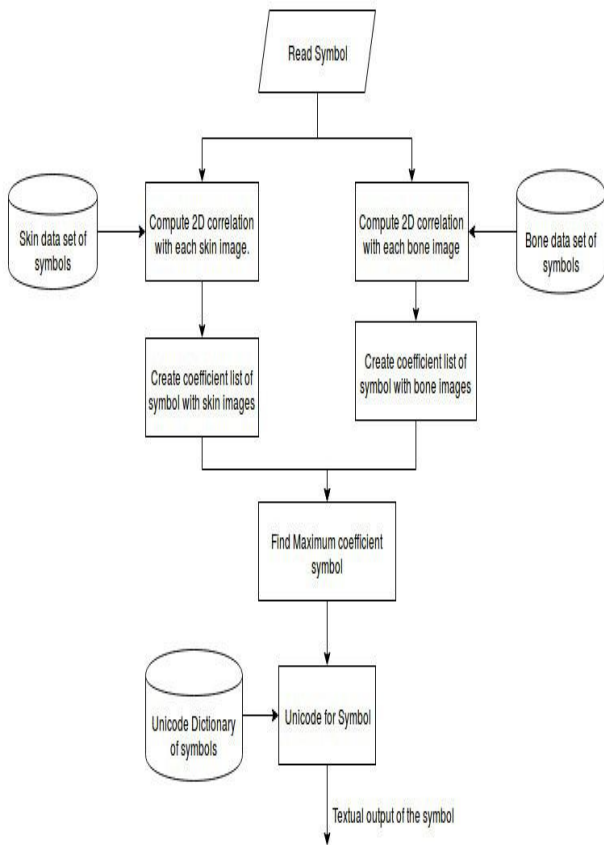 Read Symbol
Skin data set of
symbols
Compute 2D correlation
with each skin image.
Compute 2D correlation
with each bone image
Bone data set of
symbols
Create coefficient list of
symbol with skin images
Create coefficient list of
symbol with bone images
Find Maximum coefficient
symbol
Unicode Dictionary
of symbols
Unicode for Symbol
Textual output of the symbol